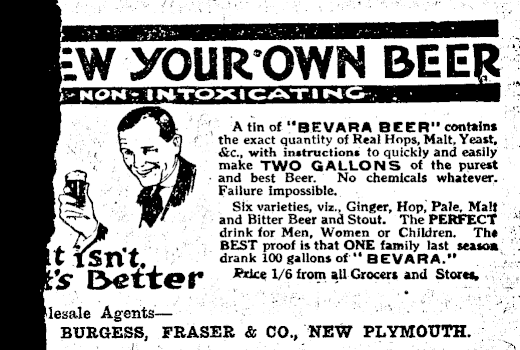 EW YOUR OWN BEER
NON-INTOXICATING
A tin of "BEVARA BEER" contains
the exact quantity of Real Hops, Malt, Yeast,
&c., with instructions to quickly and easily
make TWO GALLONS of the purest
and best Beer. No chemicals whatever.
Failure Impossible.
Six varieties, viz., Ginger, Hop, Pale, Malt
and Bitter Beer and Stout. The PERFECT
drink for Men, Women or Children. The
BEST proof is that ONE family last season
drank 100 gallons of "BEVARA."
Price 1/6 from all Grocers and Stores.
t isn't.
t's Better
lesale Agents—
BURGESS, FRASER & CO., NEW PLYMOUTH.